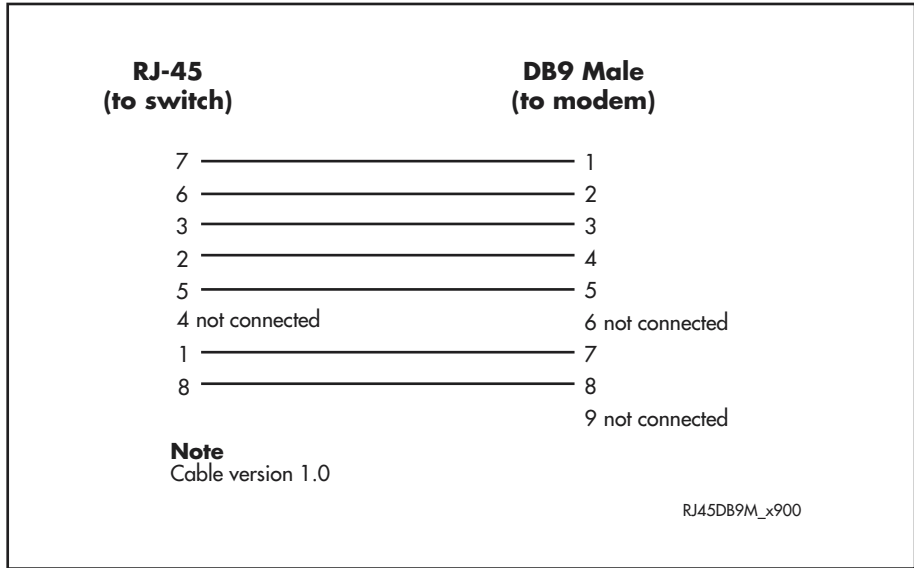 RJ-45 DB9 Male
(to switch) (to modem)
7 1
6 2
3 3
2 4
5 5
4 not connected 6 not connected
1 7
8 8
9 not connected
Note
Cable version 1.0
RJ45DB9M_x900